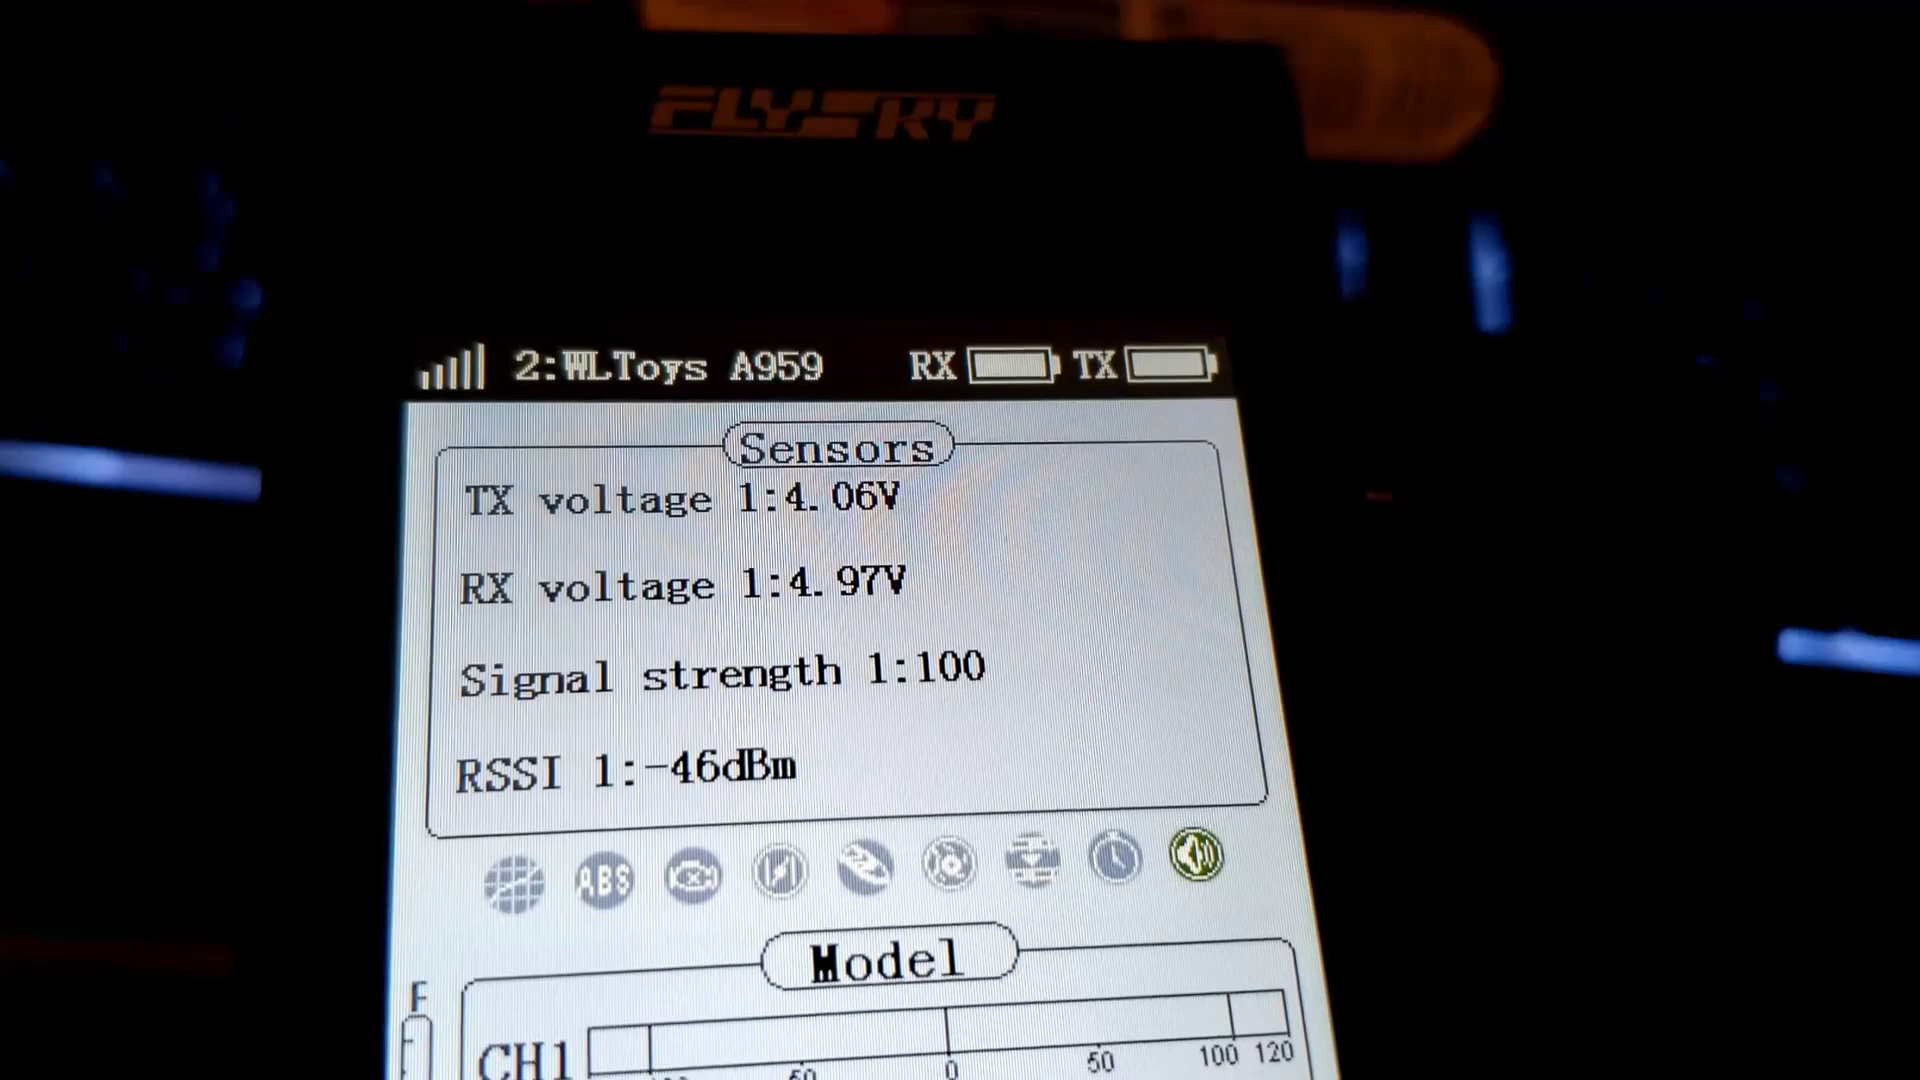 FLYSKY
2:WLToys A959 RX TX
Sensors
TX voltage 1:4.06V
RX voltage 1:4.97V
Signal strength 1:100
RSSI 1:-46dBm
ABS
Model
F
CH1
50 0 50 100 120